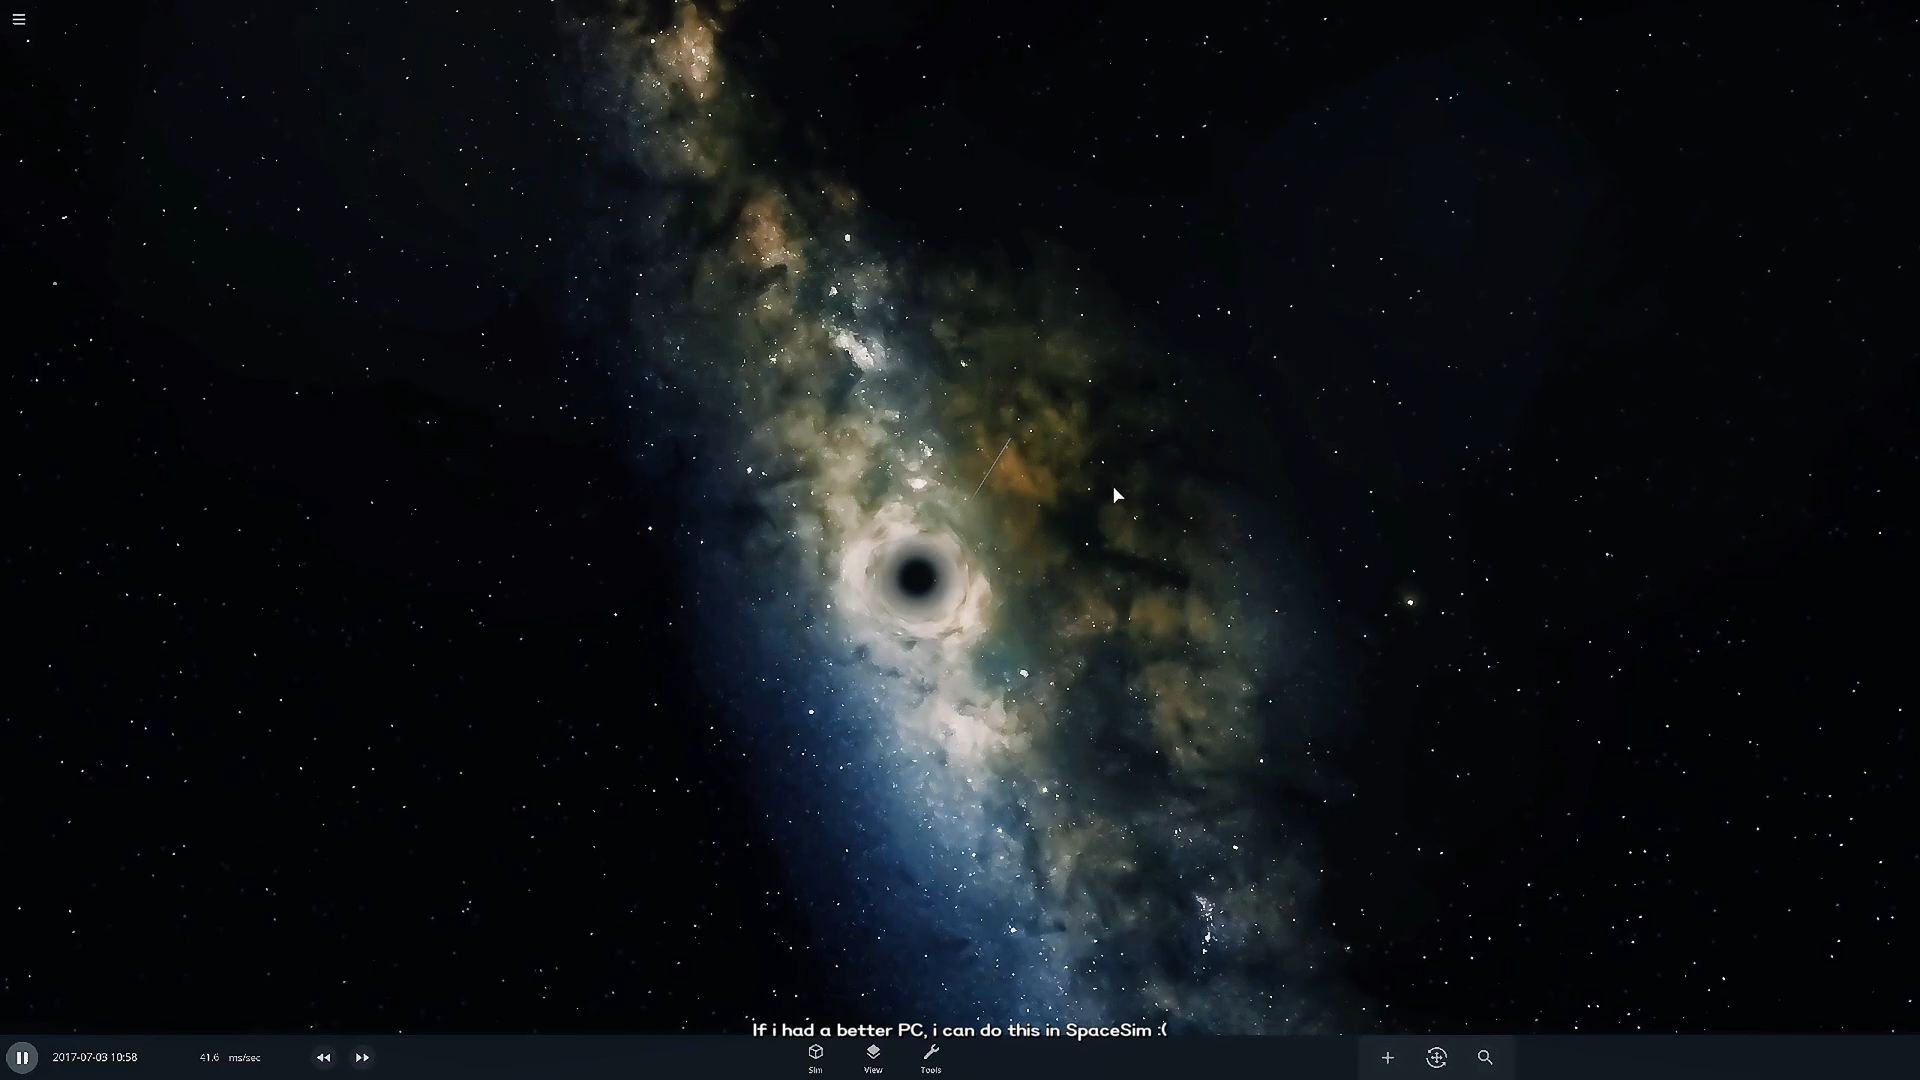 If i had a better PC, i can do this in SpaceSim :(
2017-07-03 10:58
41.6 ms/sec
Sim
View
Tools